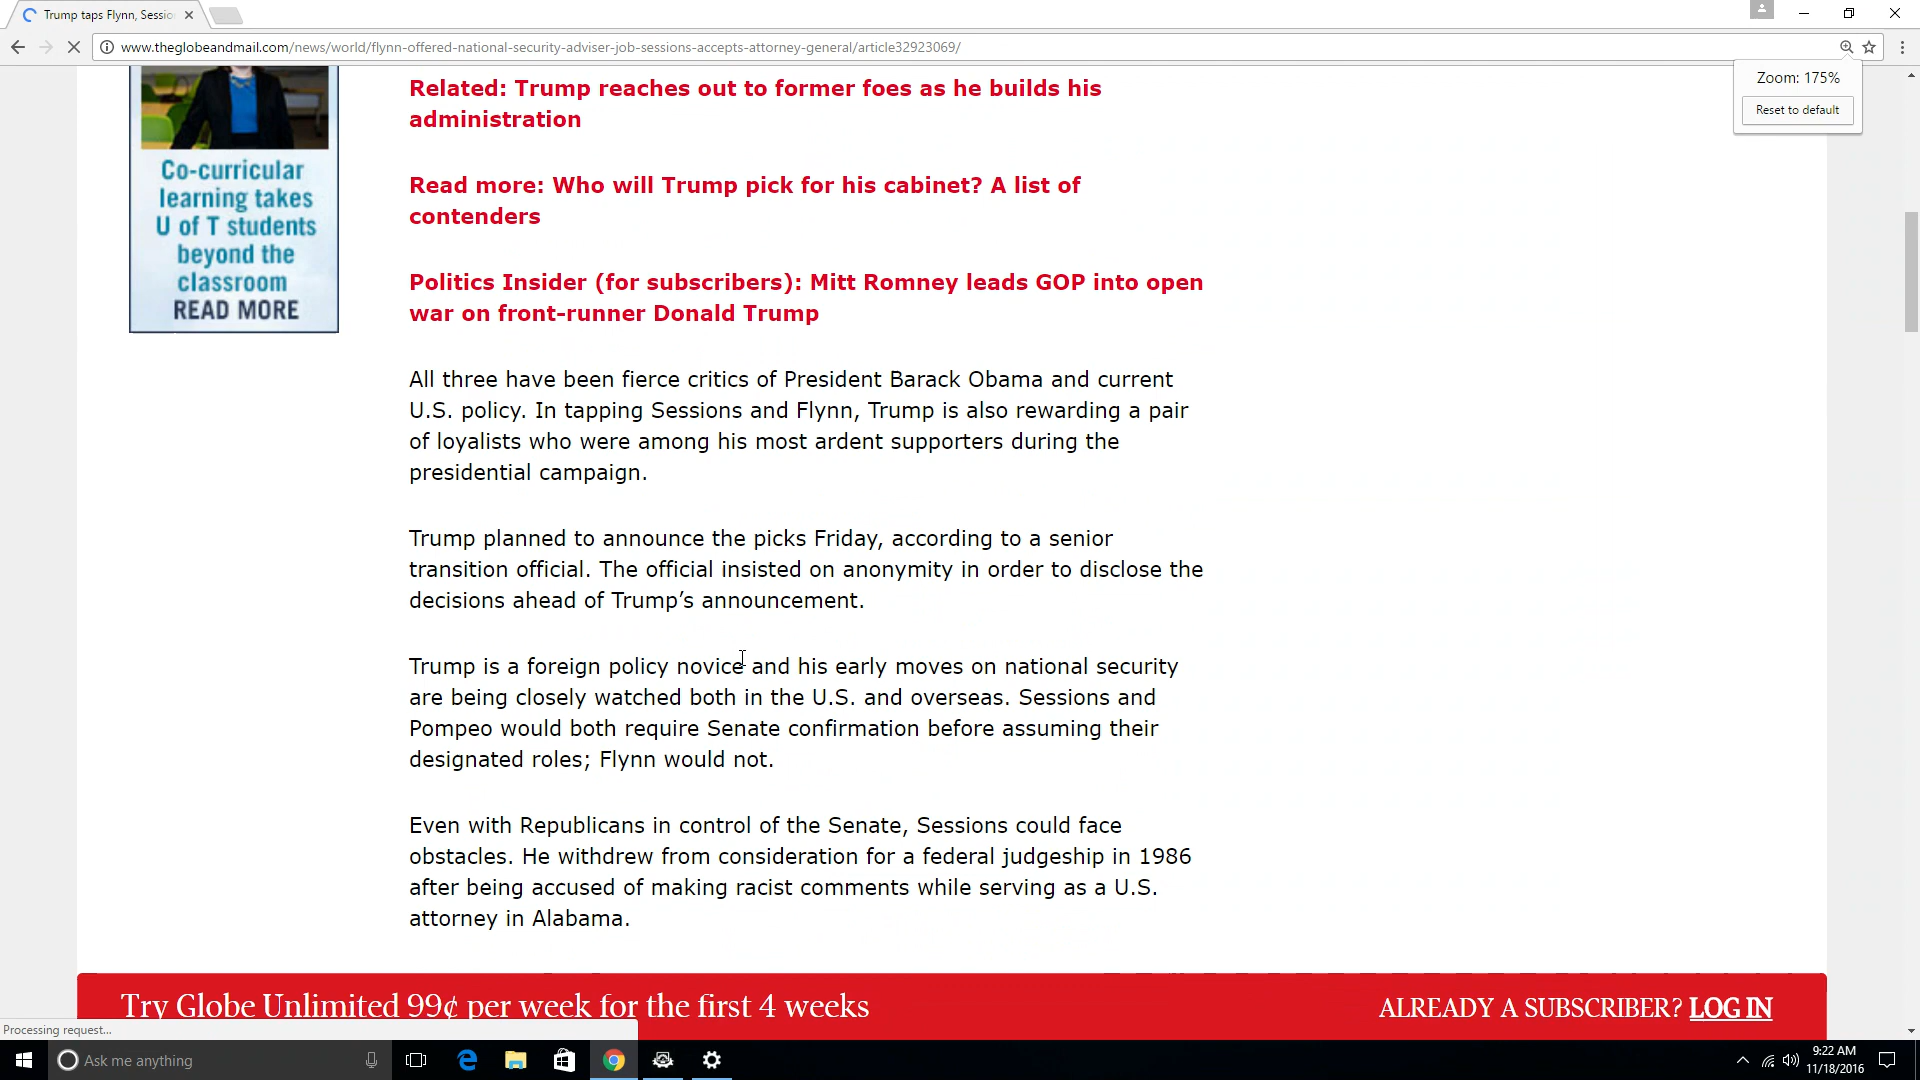 Trump taps Flynn, Sessio
www.theglobeandmail.com/news/world/flynn-offered-national-security-adviser-job-sessions-accepts-attorney-general/article32923069/
Zoom: 175%
Reset to default
Co-curricular
learning takes
U of T students
beyond the
classroom
READ MORE
Related: Trump reaches out to former foes as he builds his
administration
Read more: Who will Trump pick for his cabinet? A list of
contenders
Politics Insider (for subscribers): Mitt Romney leads GOP into open
war on front-runner Donald Trump
All three have been fierce critics of President Barack Obama and current
U.S. policy. In tapping Sessions and Flynn, Trump is also rewarding a pair
of loyalists who were among his most ardent supporters during the
presidential campaign.
Trump planned to announce the picks Friday, according to a senior
transition official. The official insisted on anonymity in order to disclose the
decisions ahead of Trump’s announcement.
Trump is a foreign policy novice and his early moves on national security
are being closely watched both in the U.S. and overseas. Sessions and
Pompeo would both require Senate confirmation before assuming their
designated roles; Flynn would not.
Even with Republicans in control of the Senate, Sessions could face
obstacles. He withdrew from consideration for a federal judgeship in 1986
after being accused of making racist comments while serving as a U.S.
attorney in Alabama.
Try Globe Unlimited 99¢ per week for the first 4 weeks
ALREADY A SUBSCRIBER? LOG IN
Processing request...
Ask me anything
9:22 AM
11/18/2016